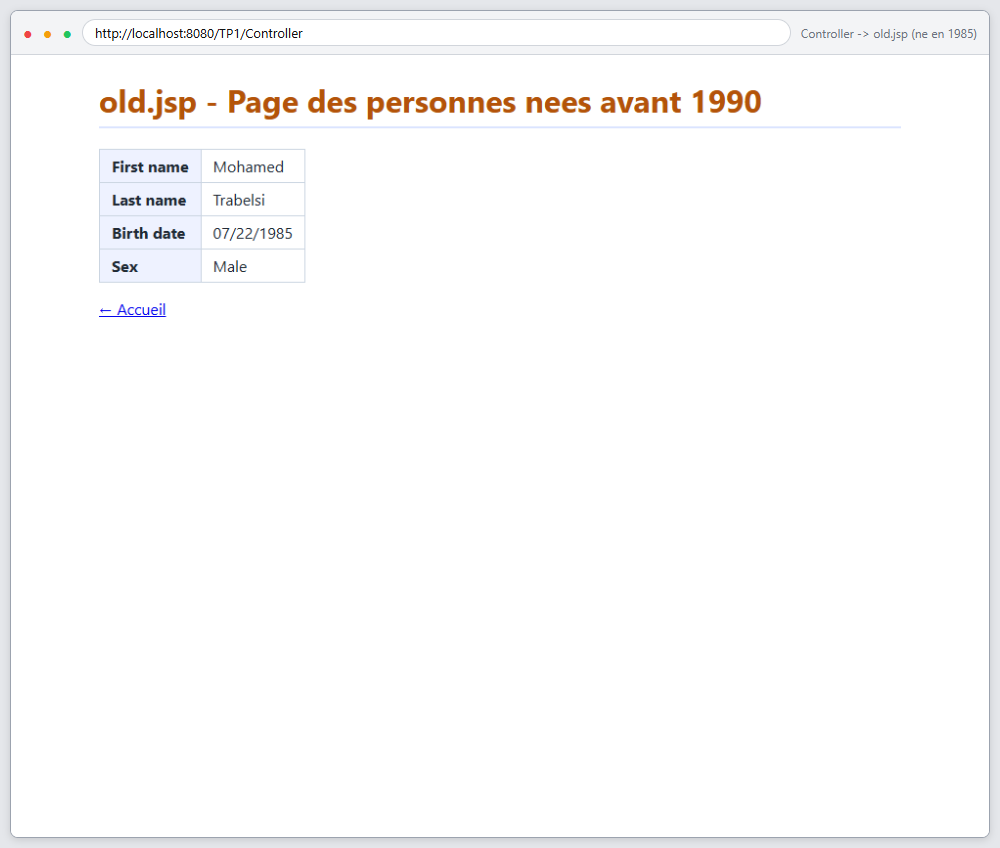 http://localhost:8080/TP1/Controller
Controller -> old.jsp (ne en 1985)
old.jsp - Page des personnes nees avant 1990
First name Mohamed
Last name Trabelsi
Birth date 07/22/1985
Sex Male
← Accueil